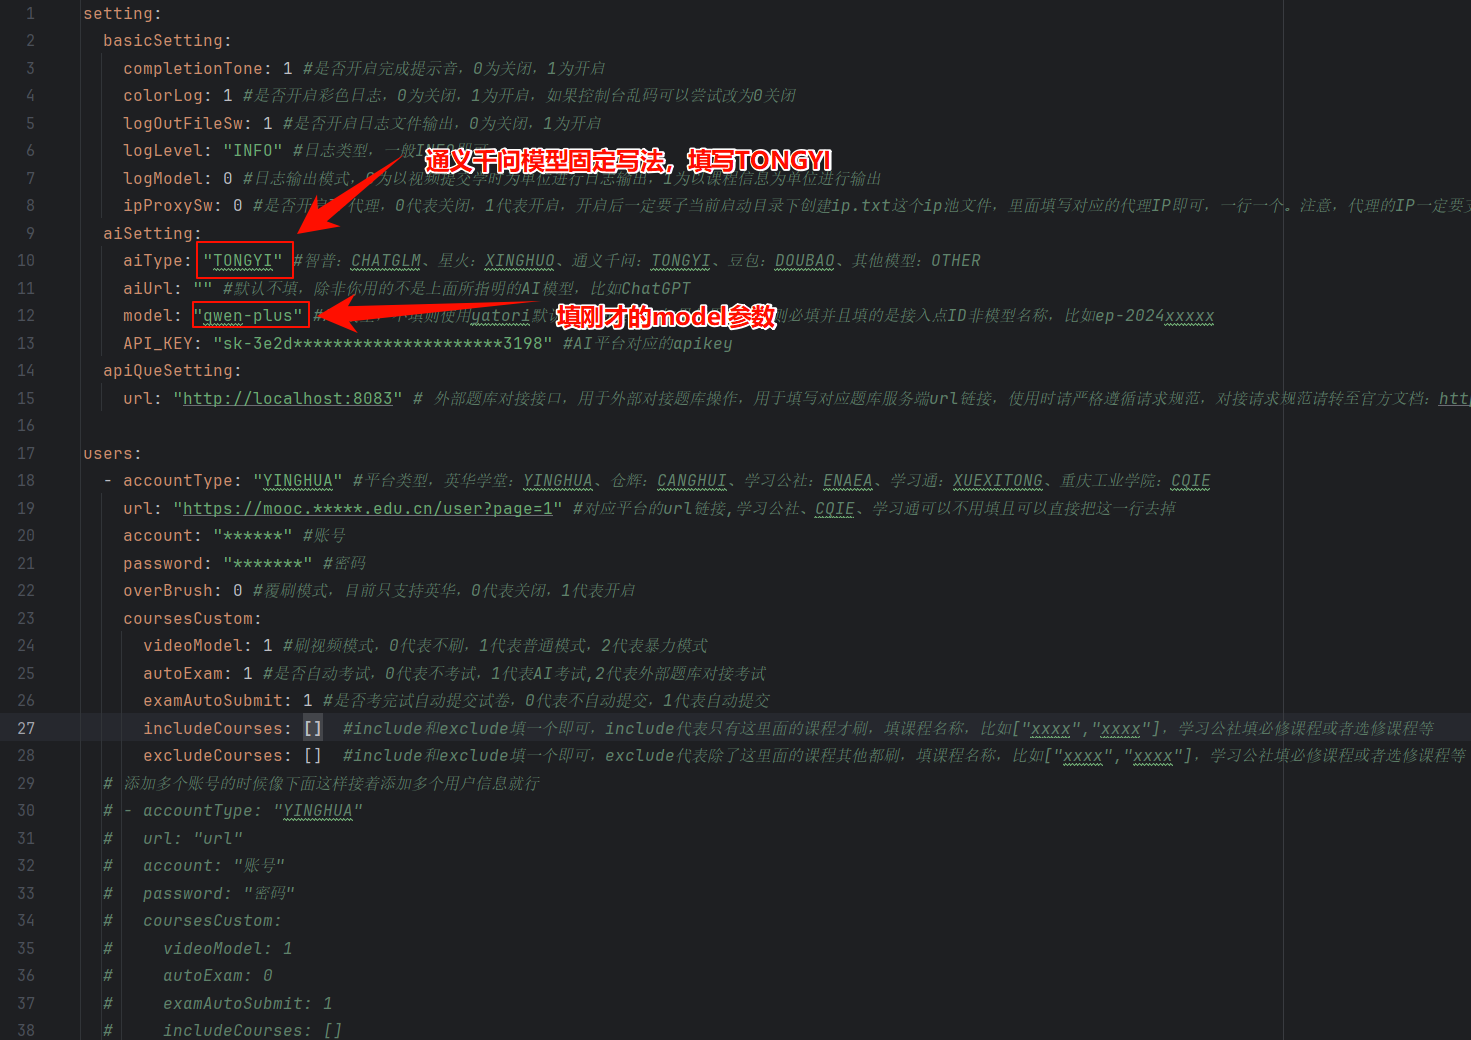 1 setting:
2 basicSetting:
3 completionTone: 1 #是否开启完成提示音，0为关闭，1为开启
4 colorLog: 1 #是否开启彩色日志，0为关闭，1为开启，如果控制台乱码可以尝试改为0关闭
5 logOutFileSw: 1 #是否开启日志文件输出，0为关闭，1为开启
6 logLevel: "INFO" #日志类型，一般INFO即可
通义千问模型固定写法，填写TONGYI
7 logModel: 0 #日志输出模式，0为以视频提交学时为单位进行日志输出，1为以课程信息为单位进行输出
8 ipProxySw: 0 #是否开启 代理，0代表关闭，1代表开启，开启后一定要子当前启动目录下创建ip.txt这个ip池文件，里面填写对应的代理IP即可，一行一个。注意，代理的IP一定要
9 aiSetting:
10 aiType: "TONGYI" #智普：CHATGLM、星火：XINGHUO、通义千问：TONGYI、豆包：DOUBAO、其他模型：OTHER
11 aiUrl: "" #默认不填，除非你用的不是上面所指明的AI模型，比如ChatGPT
12 model: "qwen-plus" # 填则使用yatori默 则必填并且填的是接入点ID非模型名称，比如ep-2024xxxxx
填刚才的model参数
13 API_KEY: "sk-3e2d*********************3198" #AI平台对应的apikey
14 apiQueSetting:
15 url: "http://localhost:8083" # 外部题库对接接口，用于外部对接题库操作，用于填写对应题库服务端url链接，使用时请严格遵循请求规范，对接请求规范请转至官方文档：htt
16
17 users:
18 - accountType: "YINGHUA" #平台类型，英华学堂：YINGHUA、仓辉：CANGHUI、学习公社：ENAEA、学习通：XUEXITONG、重庆工业学院：CQIE
19 url: "https://mooc.*****.edu.cn/user?page=1" #对应平台的url链接,学习公社、CQIE、学习通可以不用填且可以直接把这一行去掉
20 account: "******" #账号
21 password: "*******" #密码
22 overBrush: 0 #覆刷模式，目前只支持英华，0代表关闭，1代表开启
23 coursesCustom:
24 videoModel: 1 #刷视频模式，0代表不刷，1代表普通模式，2代表暴力模式
25 autoExam: 1 #是否自动考试，0代表不考试，1代表AI考试,2代表外部题库对接考试
26 examAutoSubmit: 1 #是否考完试自动提交试卷，0代表不自动提交，1代表自动提交
27 includeCourses: [] #include和exclude填一个即可，include代表只有这里面的课程才刷，填课程名称，比如["xxxx","xxxx"]，学习公社填必修课程或者选修课程等
28 excludeCourses: [] #include和exclude填一个即可，exclude代表除了这里面的课程其他都刷，填课程名称，比如["xxxx","xxxx"]，学习公社填必修课程或者选修课程等
29 # 添加多个账号的时候像下面这样接着添加多个用户信息就行
30 # - accountType: "YINGHUA"
31 # url: "url"
32 # account: "账号"
33 # password: "密码"
34 # coursesCustom:
35 # videoModel: 1
36 # autoExam: 0
37 # examAutoSubmit: 1
38 # includeCourses: []